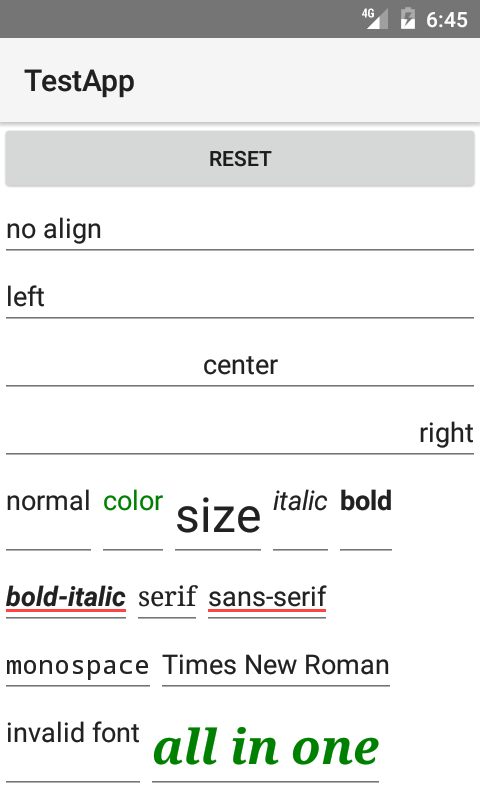 4G 6:45
TestApp
RESET
no align
left
center
right
normal color size italic bold
bold-italic serif sans-serif
monospace Times New Roman
invalid font all in one